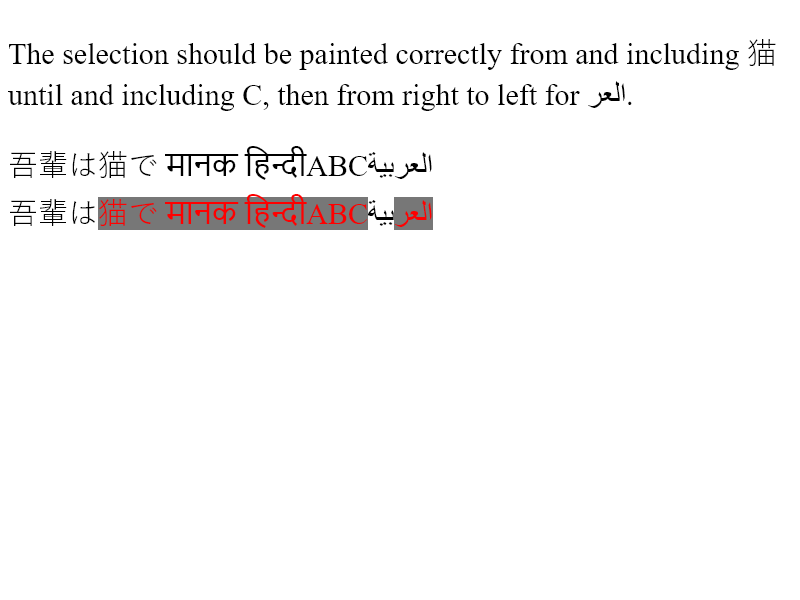 The selection should be painted correctly from and including 猫
until and including C, then from right to left for العر.
吾輩は猫で मानक हिन्दीABCالعربية
吾輩は猫で मानक हिन्दीABCالعربية